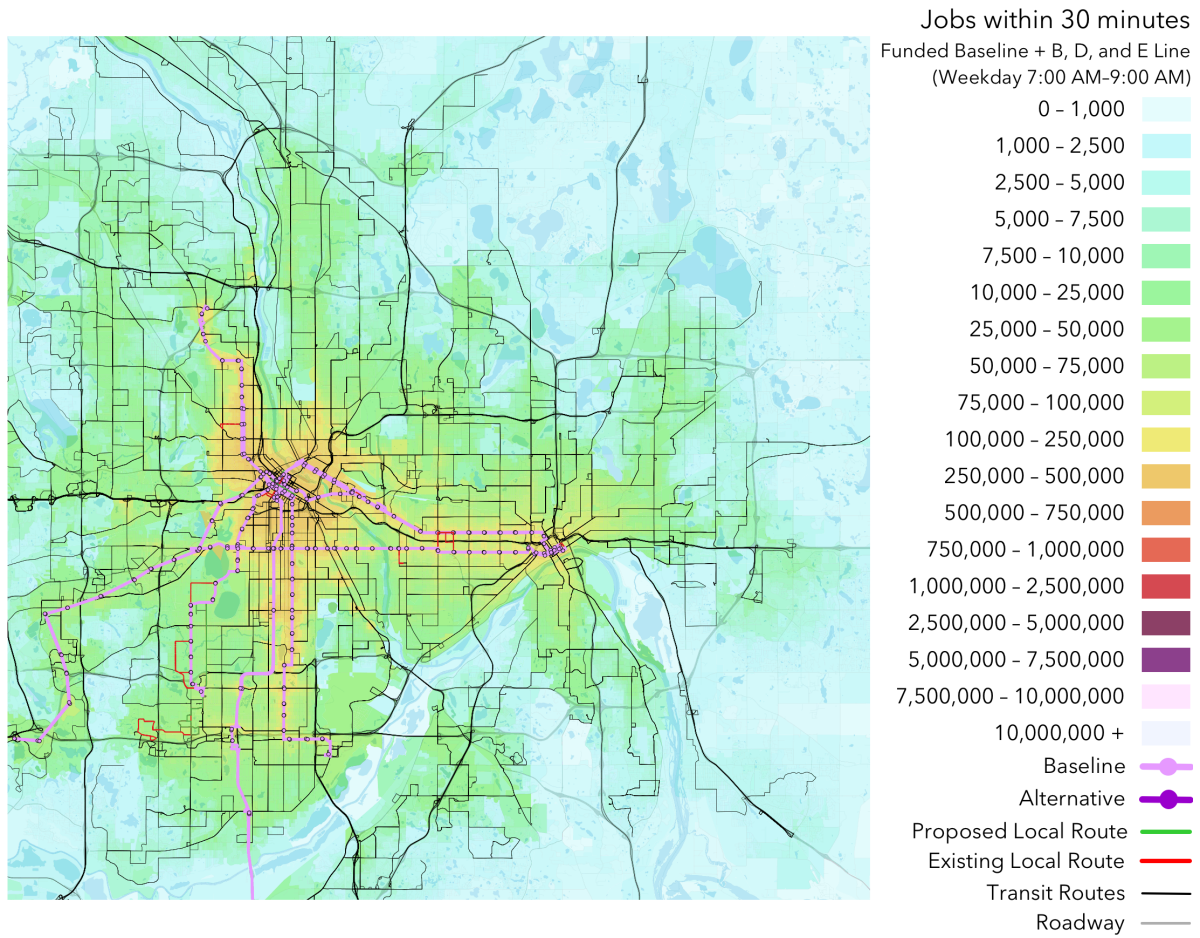 Jobs within 30 minutes
Funded Baseline + B, D, and E Line
(Weekday 7:00 AM–9:00 AM)
0 – 1,000
1,000 – 2,500
2,500 – 5,000
5,000 – 7,500
7,500 – 10,000
10,000 – 25,000
25,000 – 50,000
50,000 – 75,000
75,000 – 100,000
100,000 – 250,000
250,000 – 500,000
500,000 – 750,000
750,000 – 1,000,000
1,000,000 – 2,500,000
2,500,000 – 5,000,000
5,000,000 – 7,500,000
7,500,000 – 10,000,000
10,000,000 +
Baseline
Alternative
Proposed Local Route
Existing Local Route
Transit Routes
Roadway